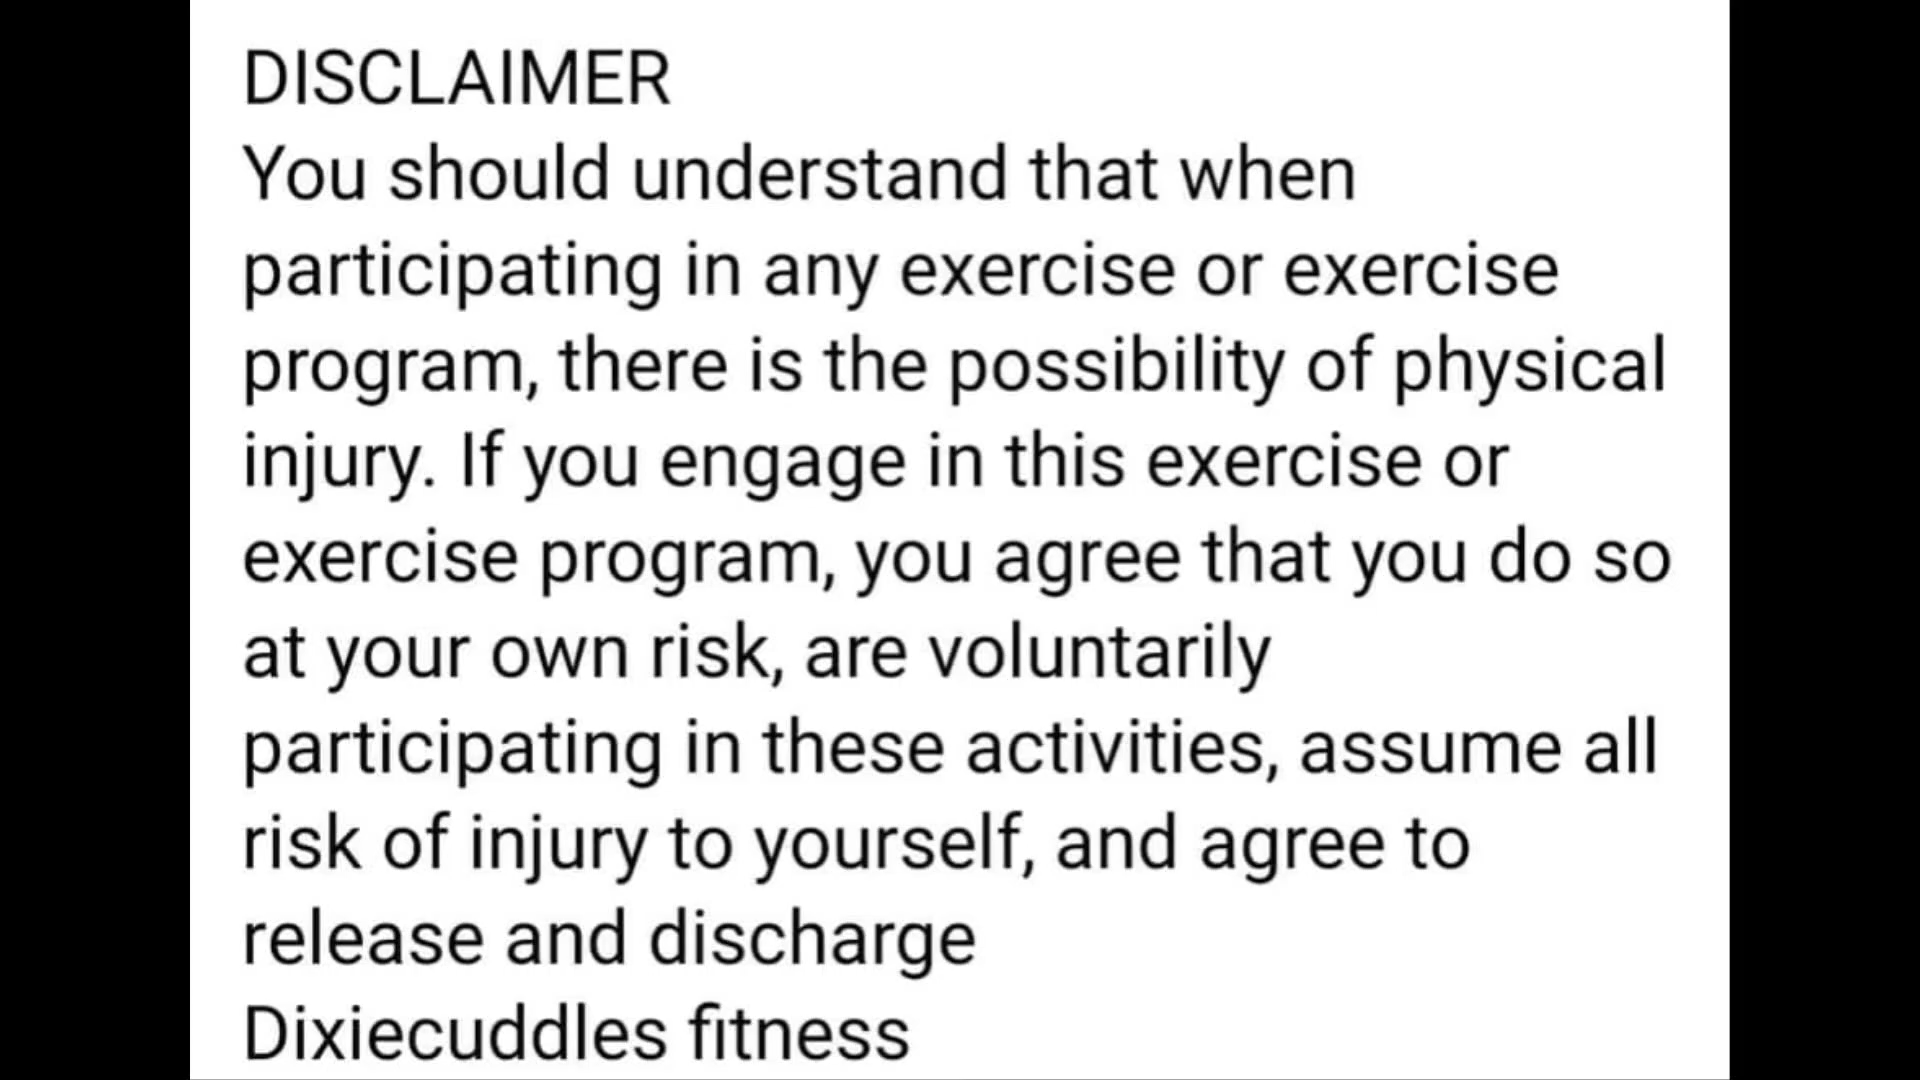 DISCLAIMER
You should understand that when
participating in any exercise or exercise
program, there is the possibility of physical
injury. If you engage in this exercise or
exercise program, you agree that you do so
at your own risk, are voluntarily
participating in these activities, assume all
risk of injury to yourself, and agree to
release and discharge
Dixiecuddles fitness